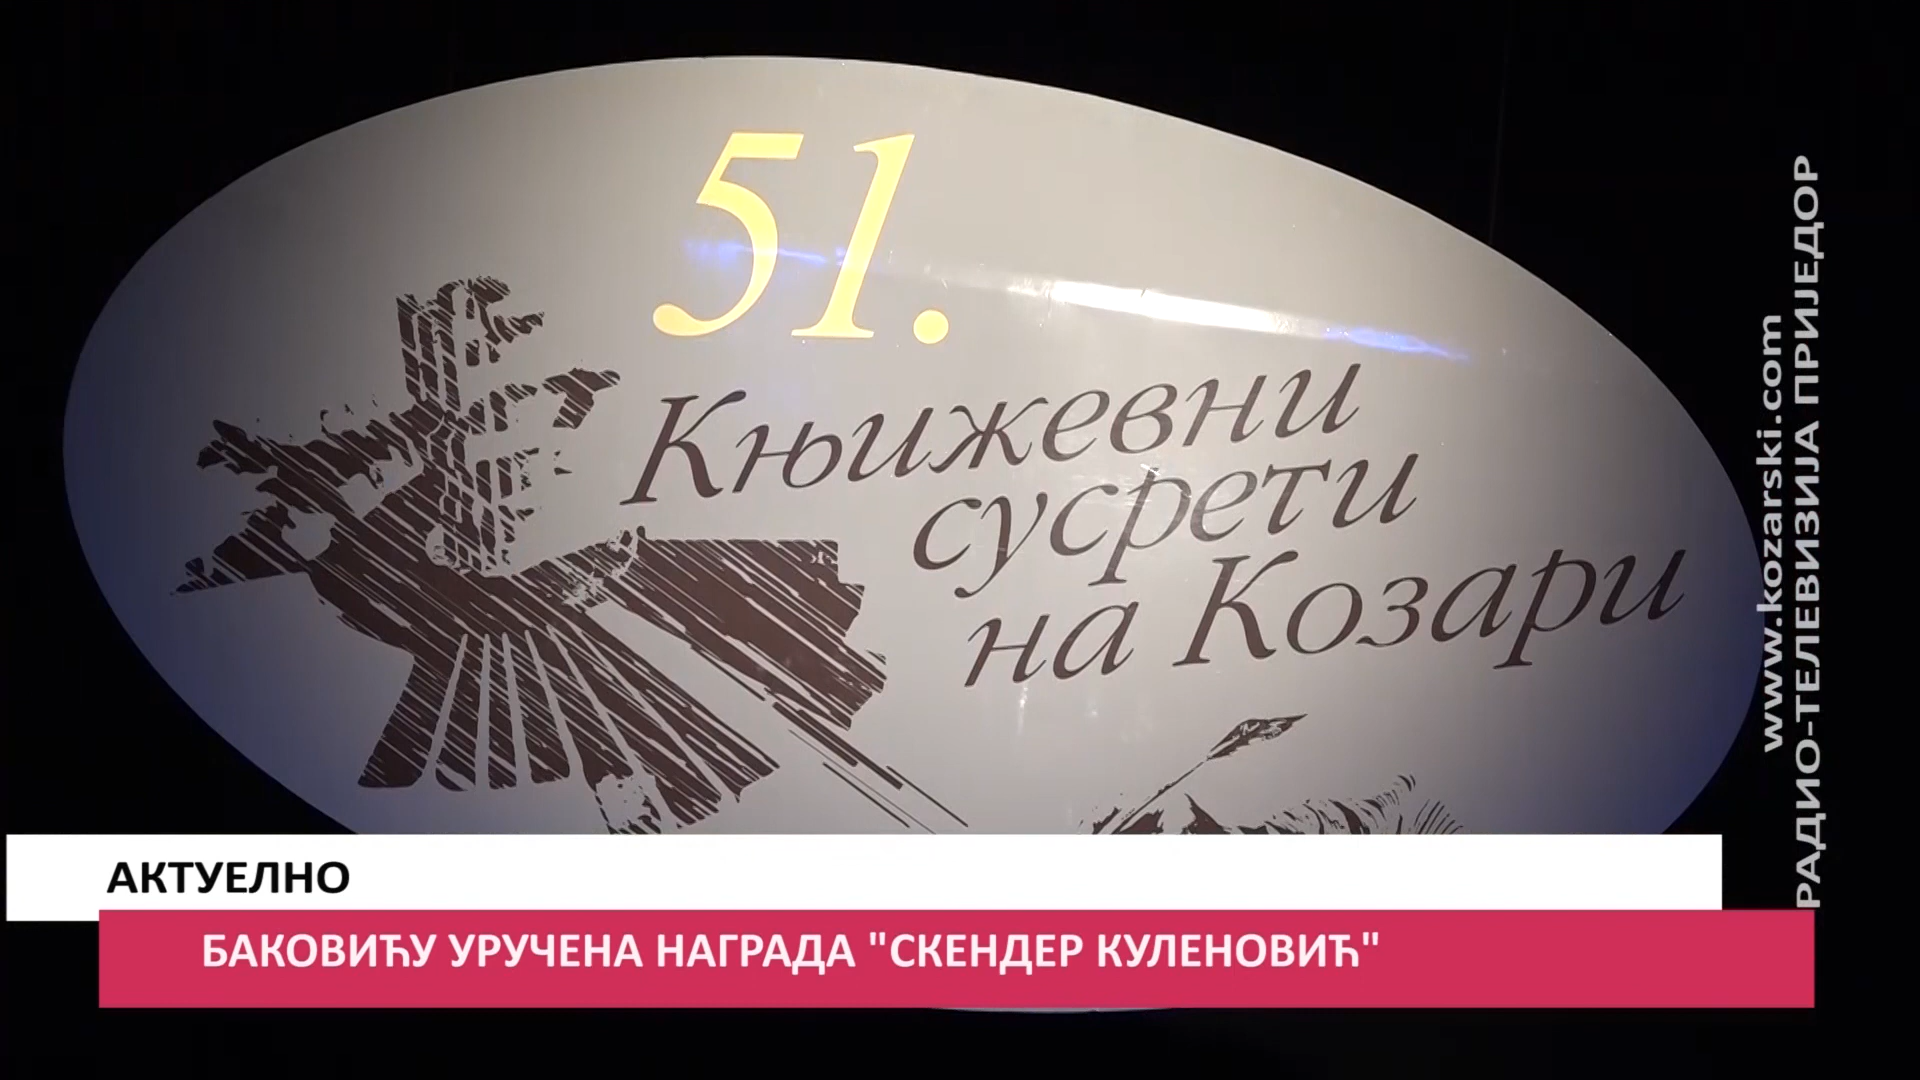 51.
Књижевни
сусрети
на Козари
www.kozarski.com
РАДИО-ТЕЛЕВИЗИЈА ПРИЈЕДОР
АКТУЕЛНО
БАКОВИЋУ УРУЧЕНА НАГРАДА "СКЕНДЕР КУЛЕНОВИЋ"